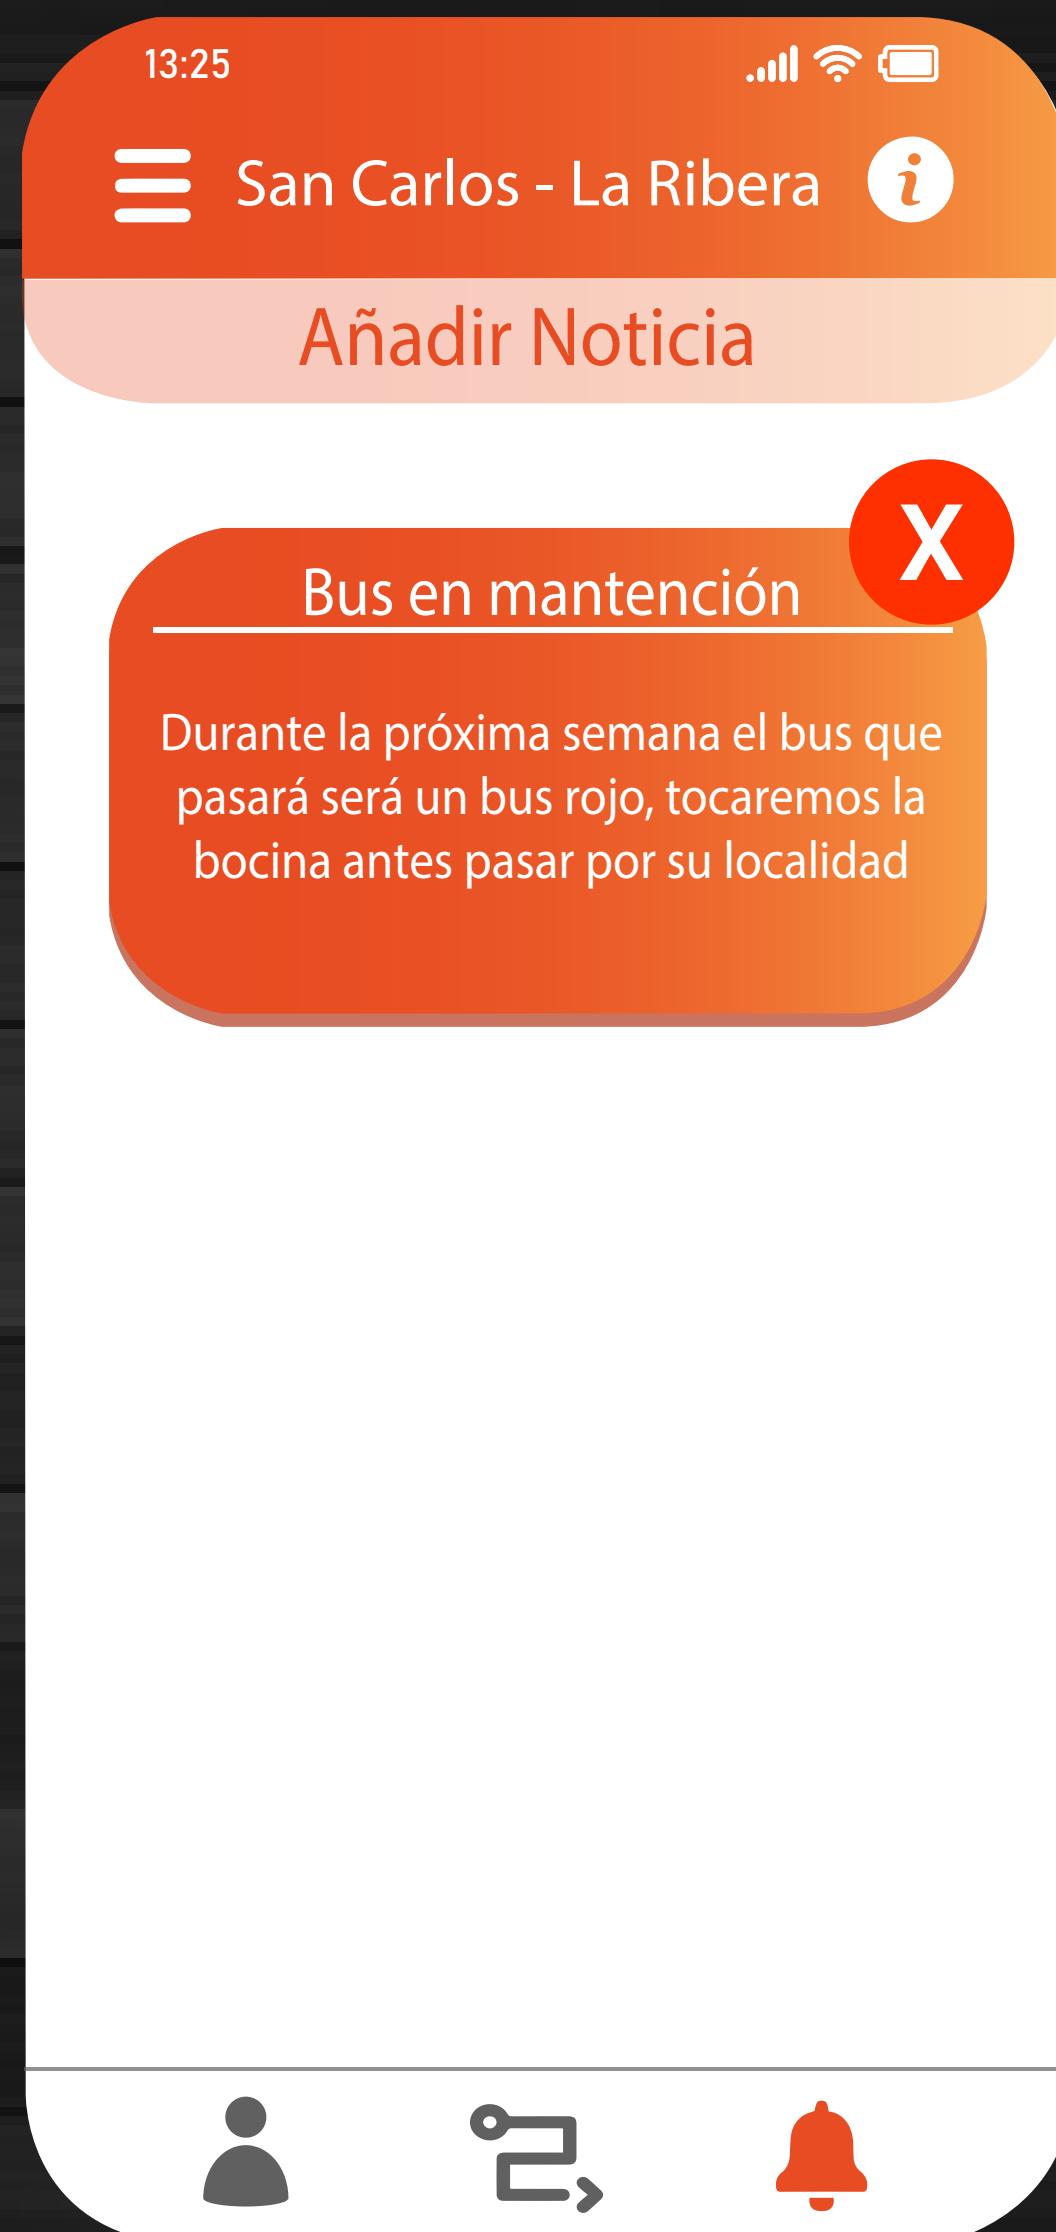 13:25
San Carlos - La Ribera
i
Añadir Noticia
X
Bus en mantención
Durante la próxima semana el bus que
pasará será un bus rojo, tocaremos la
bocina antes pasar por su localidad